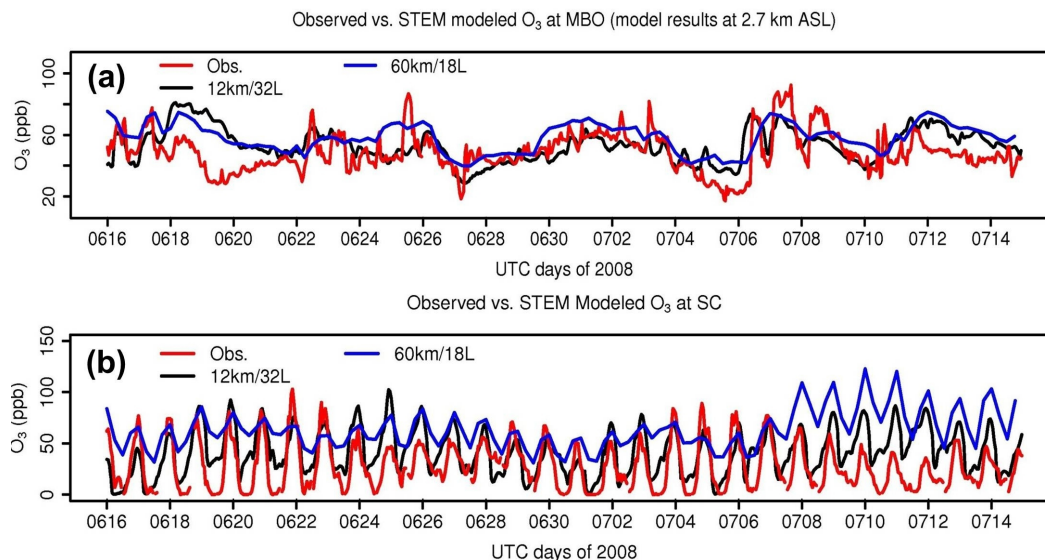 Observed vs. STEM modeled O₃ at MBO (model results at 2.7 km ASL)
(a)
Obs.
60km/18L
12km/32L
O₃ (ppb)
100
60
20
0616 0618 0620 0622 0624 0626 0628 0630 0702 0704 0706 0708 0710 0712 0714
UTC days of 2008
Observed vs. STEM Modeled O₃ at SC
(b)
Obs.
60km/18L
12km/32L
O₃ (ppb)
150
100
50
0
0616 0618 0620 0622 0624 0626 0628 0630 0702 0704 0706 0708 0710 0712 0714
UTC days of 2008